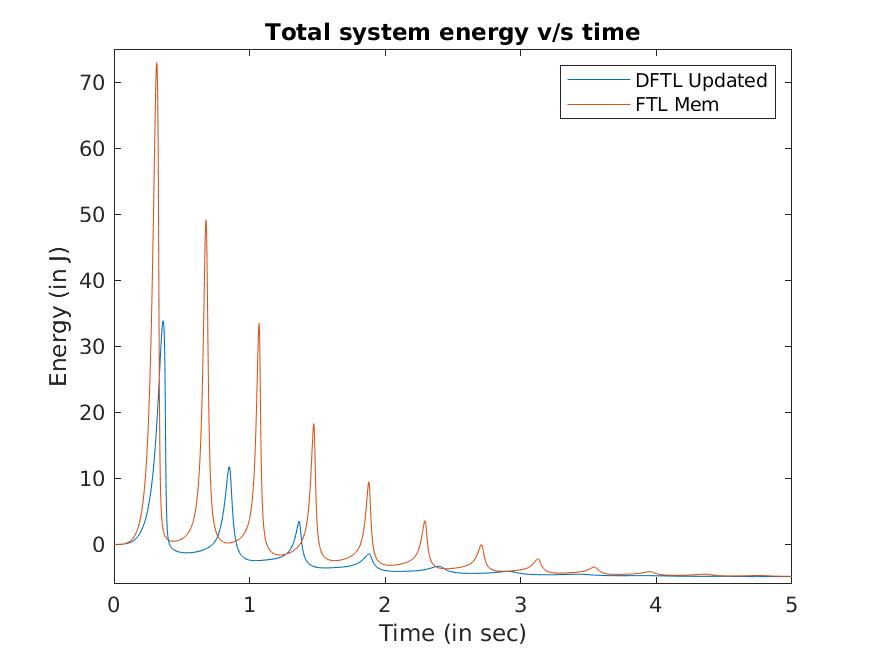 Total system energy v/s time
DFTL Updated
FTL Mem
Energy (in J)
70
60
50
40
30
20
10
0
0 1 2 3 4 5
Time (in sec)